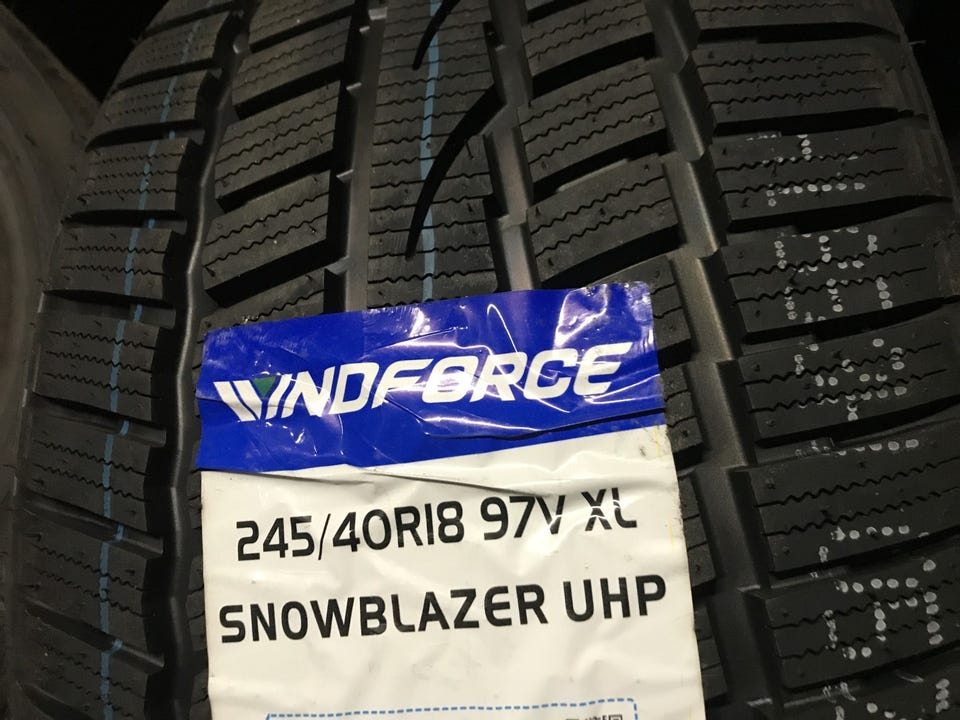 WINDFORCE
245/40R18 97V XL
SNOWBLAZER UHP